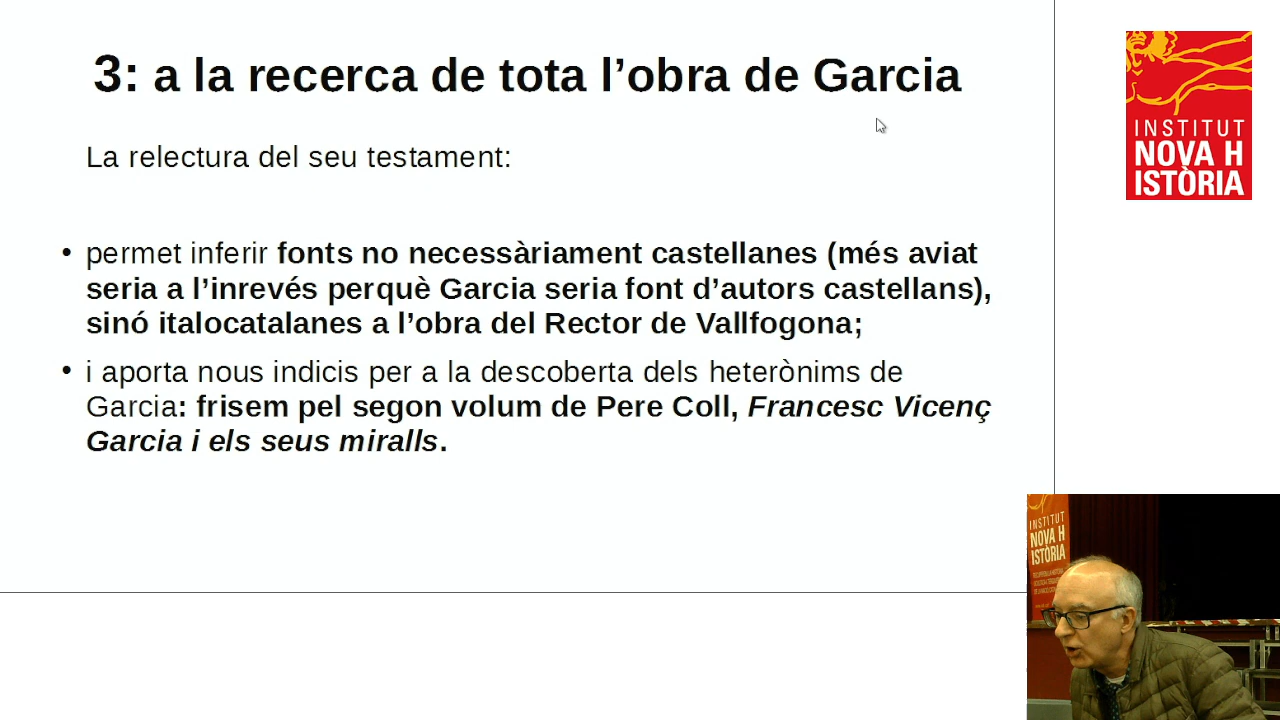 3: a la recerca de tota l’obra de Garcia
La relectura del seu testament:
• permet inferir fonts no necessàriament castellanes (més aviat
seria a l’inrevés perquè Garcia seria font d’autors castellans),
sinó italocatalanes a l’obra del Rector de Vallfogona;
• i aporta nous indicis per a la descoberta dels heterònims de
Garcia: frisem pel segon volum de Pere Coll, Francesc Vicenç
Garcia i els seus miralls.
INSTITUT
NOVA H
ISTÒRIA
INSTITUT
NOVA H
ISTÒRIA